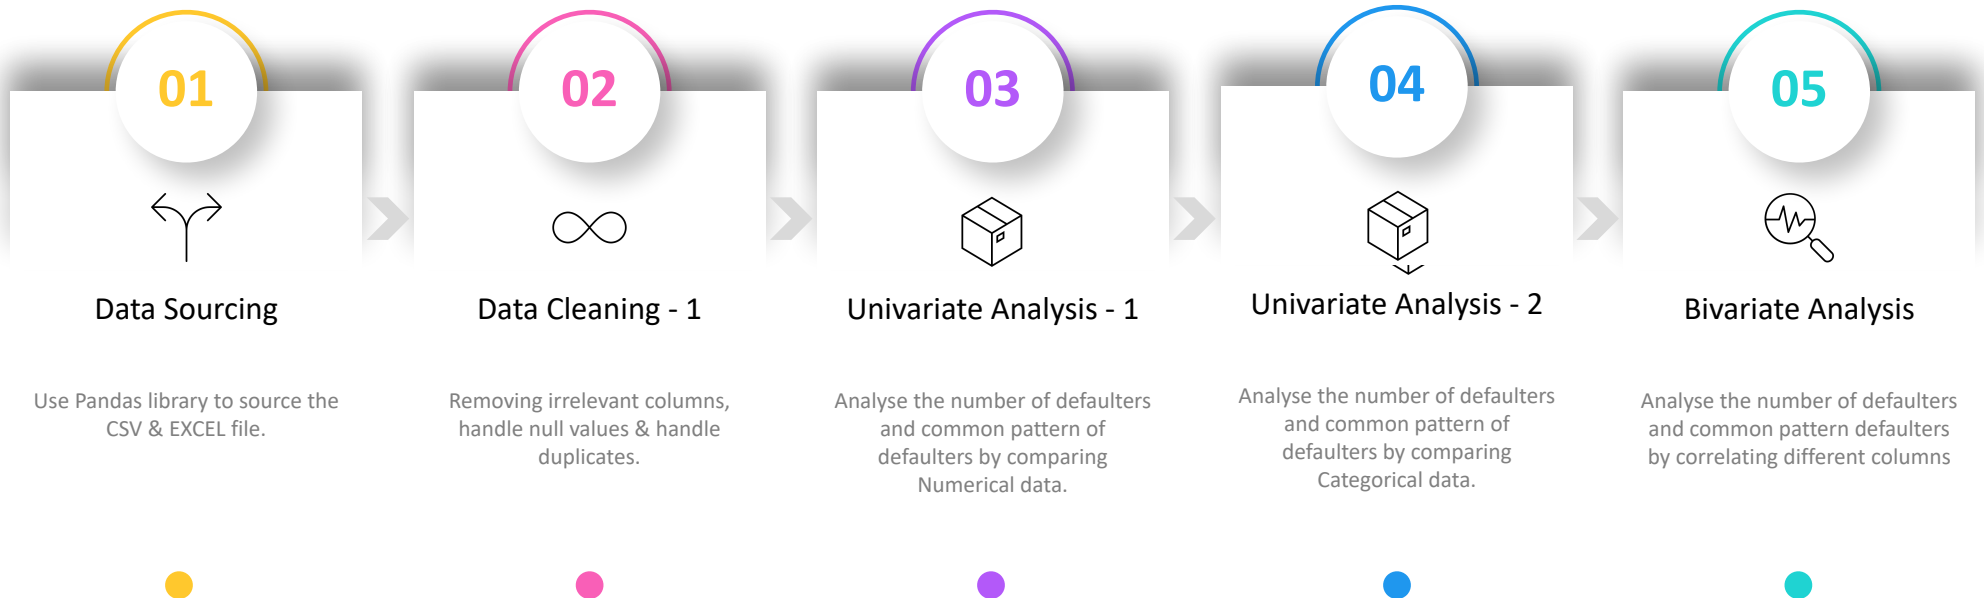 01
Data Sourcing
Use Pandas library to source the
CSV & EXCEL file.
02
Data Cleaning - 1
Removing irrelevant columns,
handle null values & handle
duplicates.
03
Univariate Analysis - 1
Analyse the number of defaulters
and common pattern of
defaulters by comparing
Numerical data.
04
Univariate Analysis - 2
Analyse the number of defaulters
and common pattern of
defaulters by comparing
Categorical data.
05
Bivariate Analysis
Analyse the number of defaulters
and common pattern defaulters
by correlating different columns